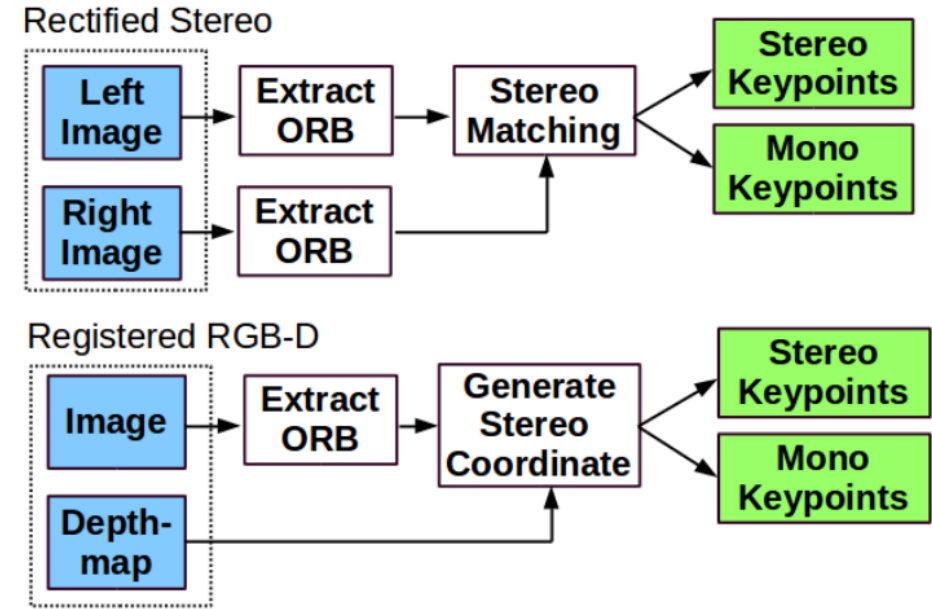 Rectified Stereo
Left
Image
Extract
ORB
Stereo
Matching
Stereo
Keypoints
Mono
Keypoints
Right
Image
Extract
ORB
Registered RGB-D
Image
Extract
ORB
Generate
Stereo
Coordinate
Stereo
Keypoints
Mono
Keypoints
Depth-
map